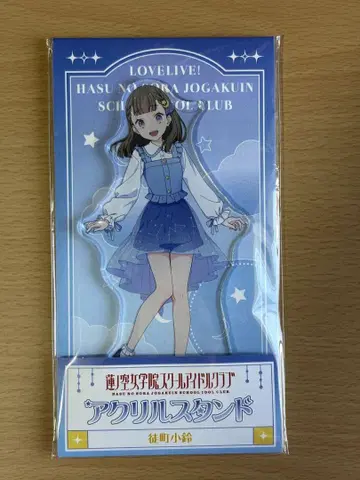 LOVELIVE!
HASU NO SORA JOGAKUIN
SCHOOL IDOL CLUB
蓮ノ空女学院スクールアイドルクラブ
HASU NO SORA JOGAKUIN SCHOOL IDOL CLUB
アクリルスタンド
徒町小鈴